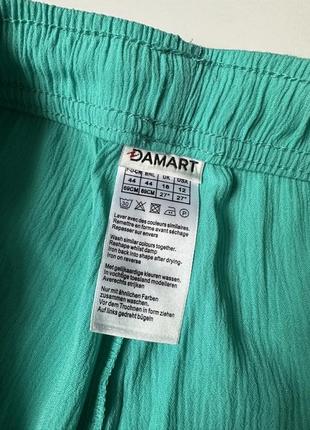 DAMART
44 44 16 12
69CM 69CM 27" 27"
Laver avec des couleurs similaires.
Remettre en forme avant séchage
Repasser sur envers
Wash similar colours together.
Reshape whilst damp
Iron back into shape after drying.
Iron on reverse
Met gelijkaardige kleuren wassen.
In vochtige toestand modelleren
Averechts strijken
Nur mit ähnlichen Farben
zusammen waschen.
Vor dem Trocknen in form ziehen
Auf links gedreht bügeln